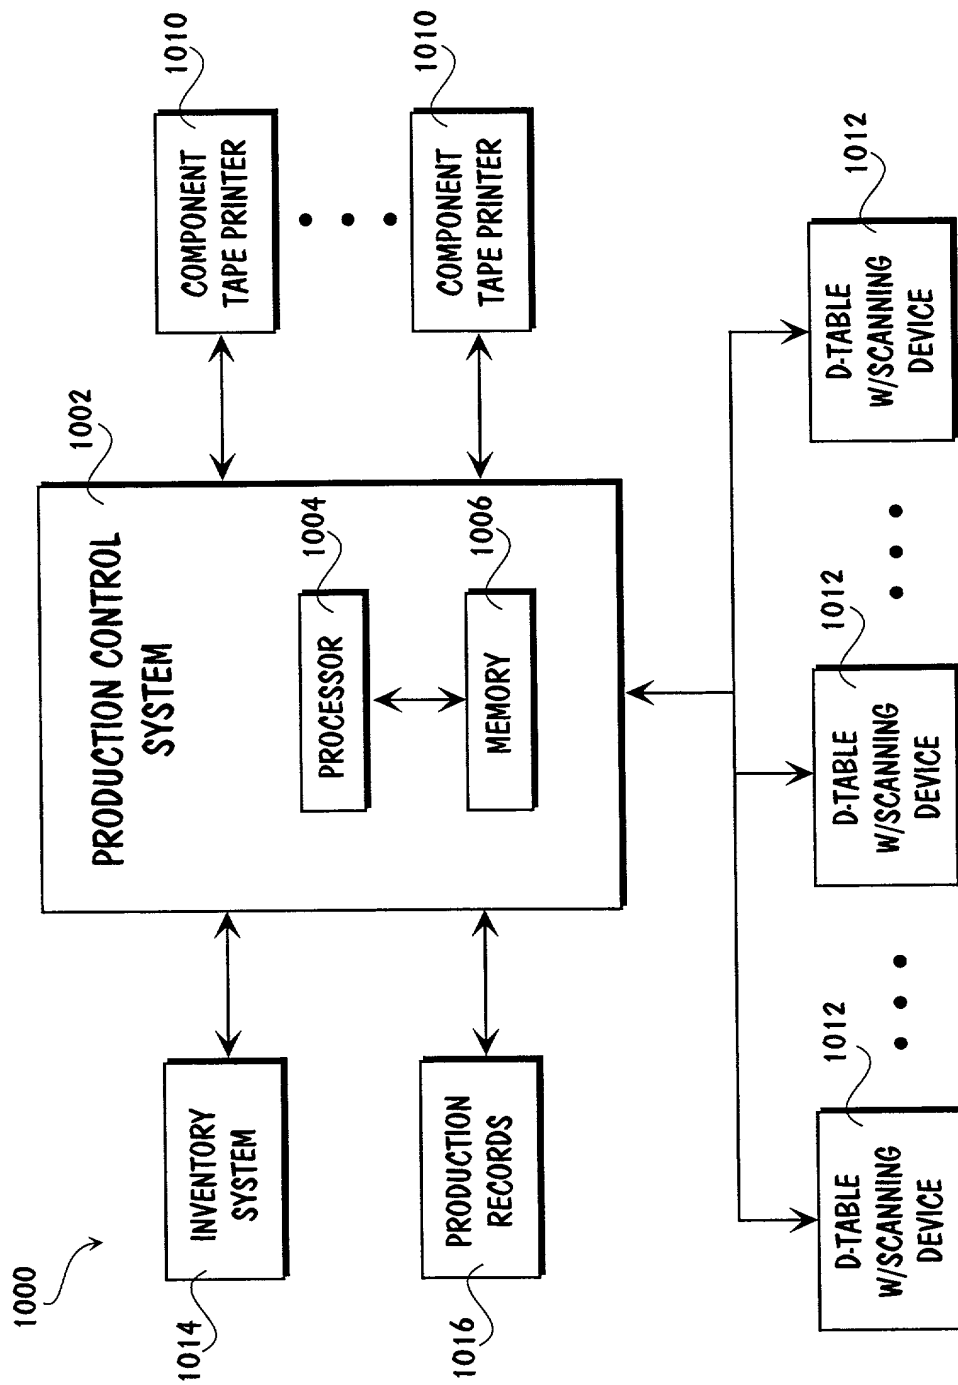 1000
1014
INVENTORY
SYSTEM
1016
PRODUCTION
RECORDS
1002
PRODUCTION CONTROL
SYSTEM
1004
PROCESSOR
1006
MEMORY
1010
COMPONENT
TAPE PRINTER
1010
COMPONENT
TAPE PRINTER
1012
D-TABLE
W/SCANNING
DEVICE
1012
D-TABLE
W/SCANNING
DEVICE
1012
D-TABLE
W/SCANNING
DEVICE